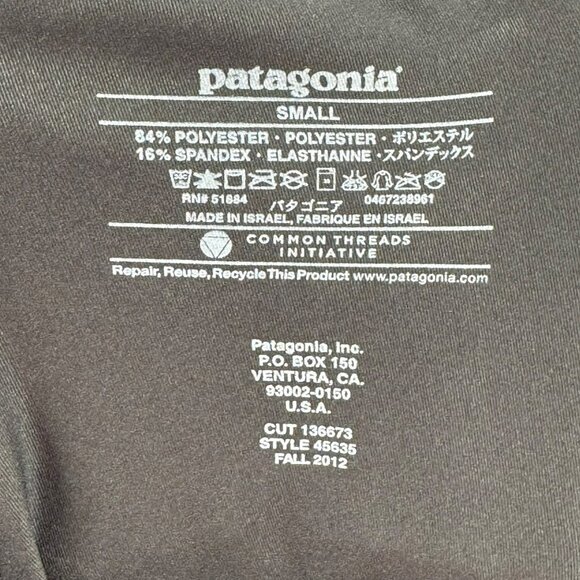 patagonia®
SMALL
84% POLYESTER · POLYESTER · ポリエステル
16% SPANDEX · ELASTHANNE · スパンデックス
30C 30
RN# 51884 パタゴニア 0467238961
MADE IN ISRAEL, FABRIQUE EN ISRAEL
COMMON THREADS
INITIATIVE
Repair, Reuse, Recycle This Product www.patagonia.com
Patagonia, Inc.
P.O. BOX 150
VENTURA, CA.
93002-0150
U.S.A.
CUT 136673
STYLE 45635
FALL 2012